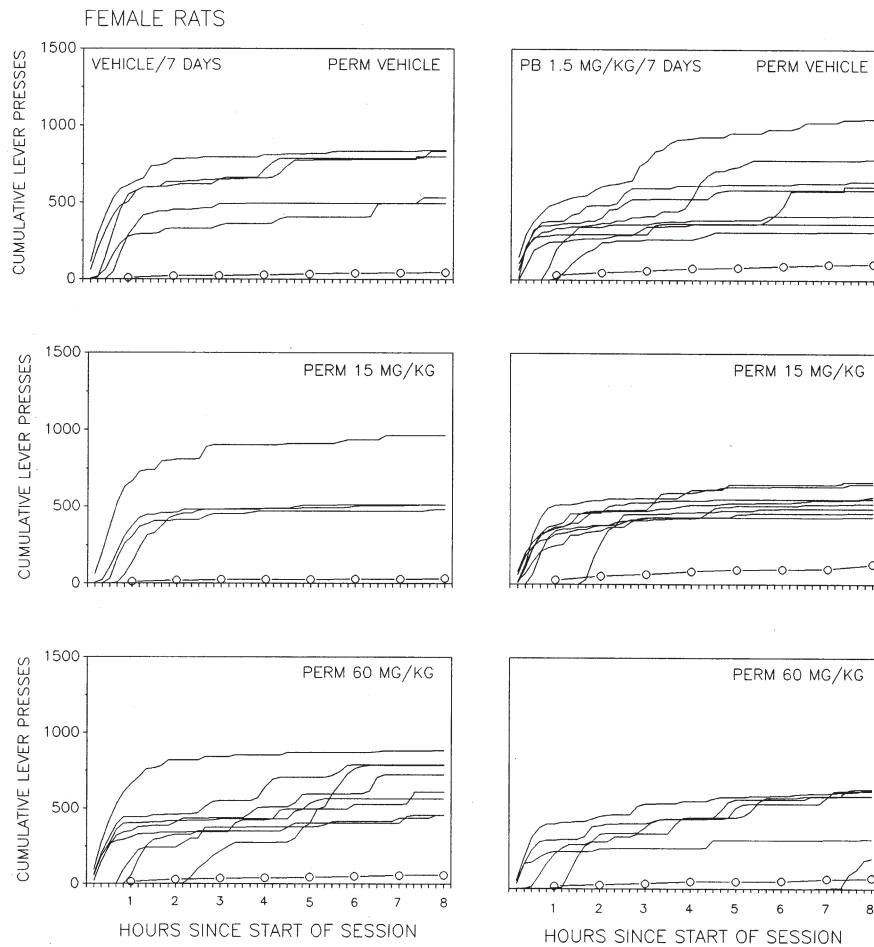 FEMALE RATS
VEHICLE/7 DAYS PERM VEHICLE
PB 1.5 MG/KG/7 DAYS PERM VEHICLE
CUMULATIVE LEVER PRESSES
1500
1000
500
0
PERM 15 MG/KG
PERM 15 MG/KG
CUMULATIVE LEVER PRESSES
1500
1000
500
0
PERM 60 MG/KG
PERM 60 MG/KG
CUMULATIVE LEVER PRESSES
1500
1000
500
0
1 2 3 4 5 6 7 8
1 2 3 4 5 6 7 8
HOURS SINCE START OF SESSION
HOURS SINCE START OF SESSION